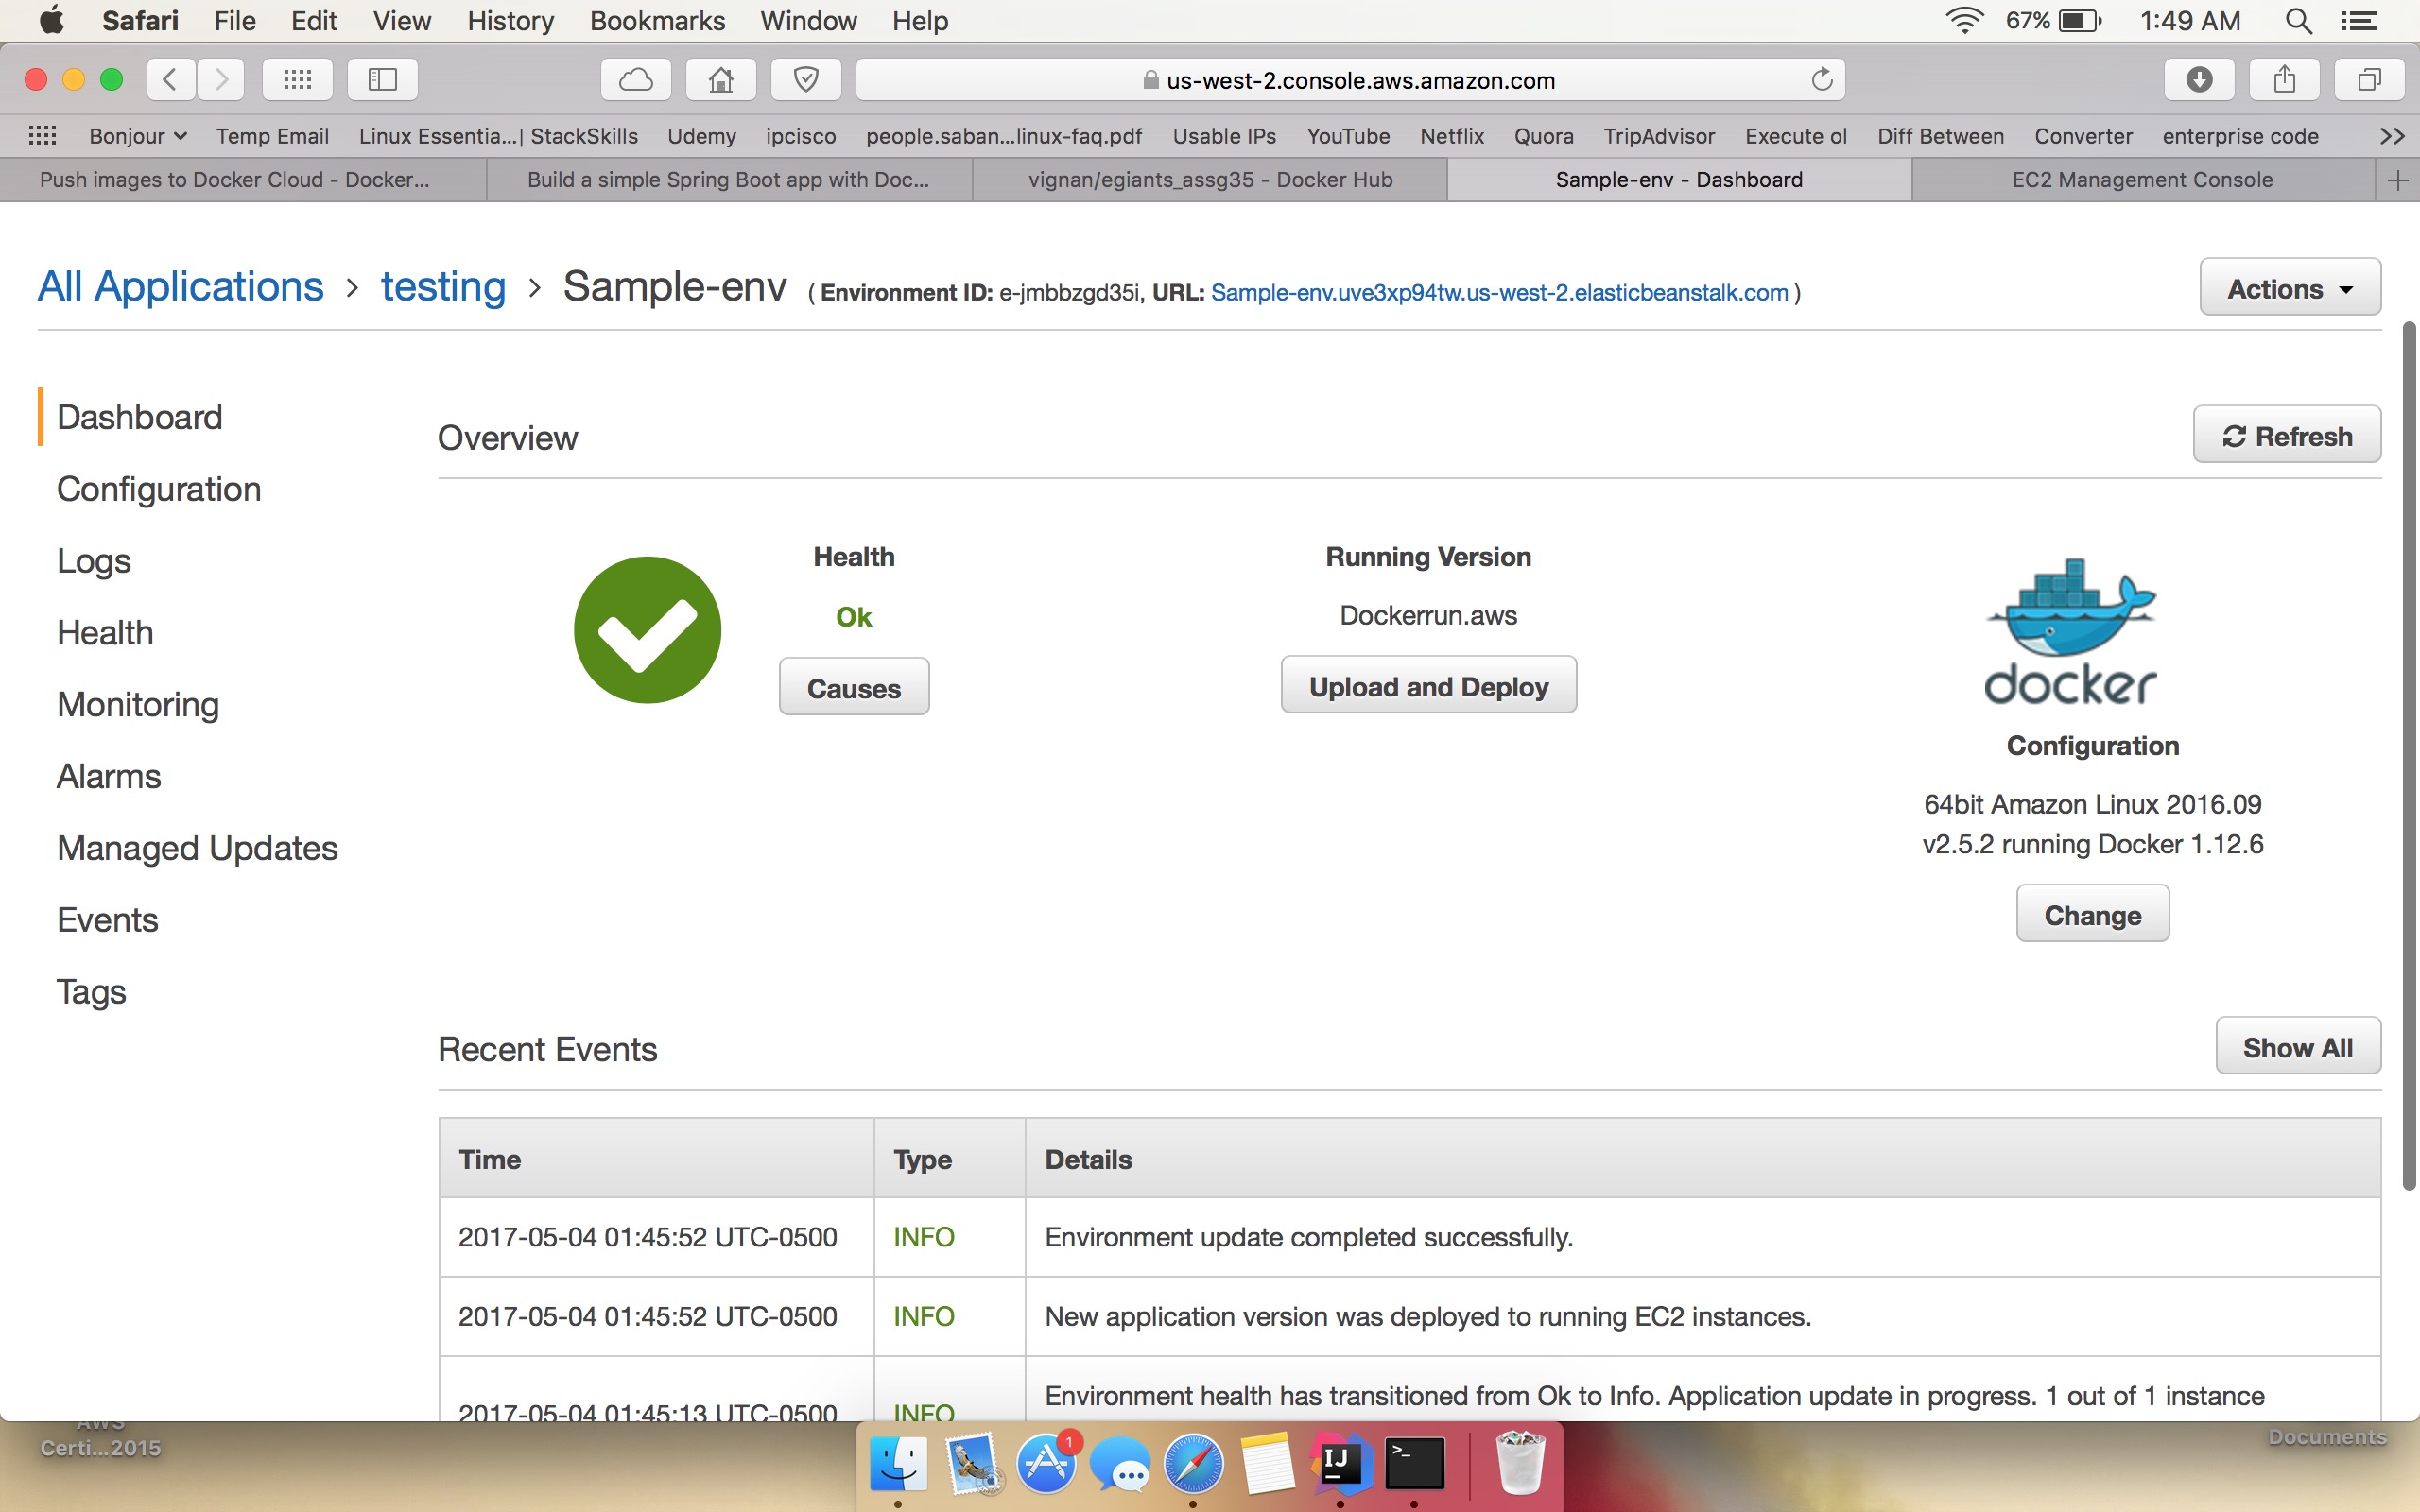 Safari File Edit View History Bookmarks Window Help 67% 1:49 AM
us-west-2.console.aws.amazon.com
Bonjour Temp Email Linux Essentia...| StackSkills Udemy ipcisco people.saban...linux-faq.pdf Usable IPs YouTube Netflix Quora TripAdvisor Execute ol Diff Between Converter enterprise code
Push images to Docker Cloud - Docker... Build a simple Spring Boot app with Doc... vignan/egiants_assg35 - Docker Hub Sample-env - Dashboard EC2 Management Console
All Applications › testing › Sample-env ( Environment ID: e-jmbbzgd35i, URL: Sample-env.uve3xp94tw.us-west-2.elasticbeanstalk.com ) Actions
Dashboard
Configuration
Logs
Health
Monitoring
Alarms
Managed Updates
Events
Tags
Overview Refresh
Health
Ok
Causes
Running Version
Dockerrun.aws
Upload and Deploy
docker
Configuration
64bit Amazon Linux 2016.09
v2.5.2 running Docker 1.12.6
Change
Recent Events Show All
Time Type Details
2017-05-04 01:45:52 UTC-0500 INFO Environment update completed successfully.
2017-05-04 01:45:52 UTC-0500 INFO New application version was deployed to running EC2 instances.
2017-05-04 01:45:13 UTC-0500 INFO Environment health has transitioned from Ok to Info. Application update in progress. 1 out of 1 instance
AWS
Certi...2015
Documents
1
IJ
>_